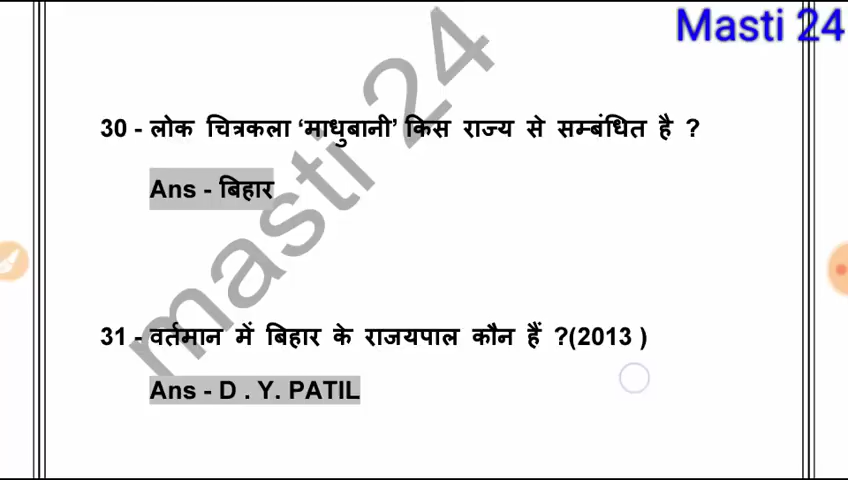 Masti 24
30 - लोक चित्रकला ‘माधुबानी’ किस राज्य से सम्बंधित है ?
Ans - बिहार
masti 24
31 - वर्तमान में बिहार के राजयपाल कौन हैं ?(2013 )
Ans - D . Y. PATIL